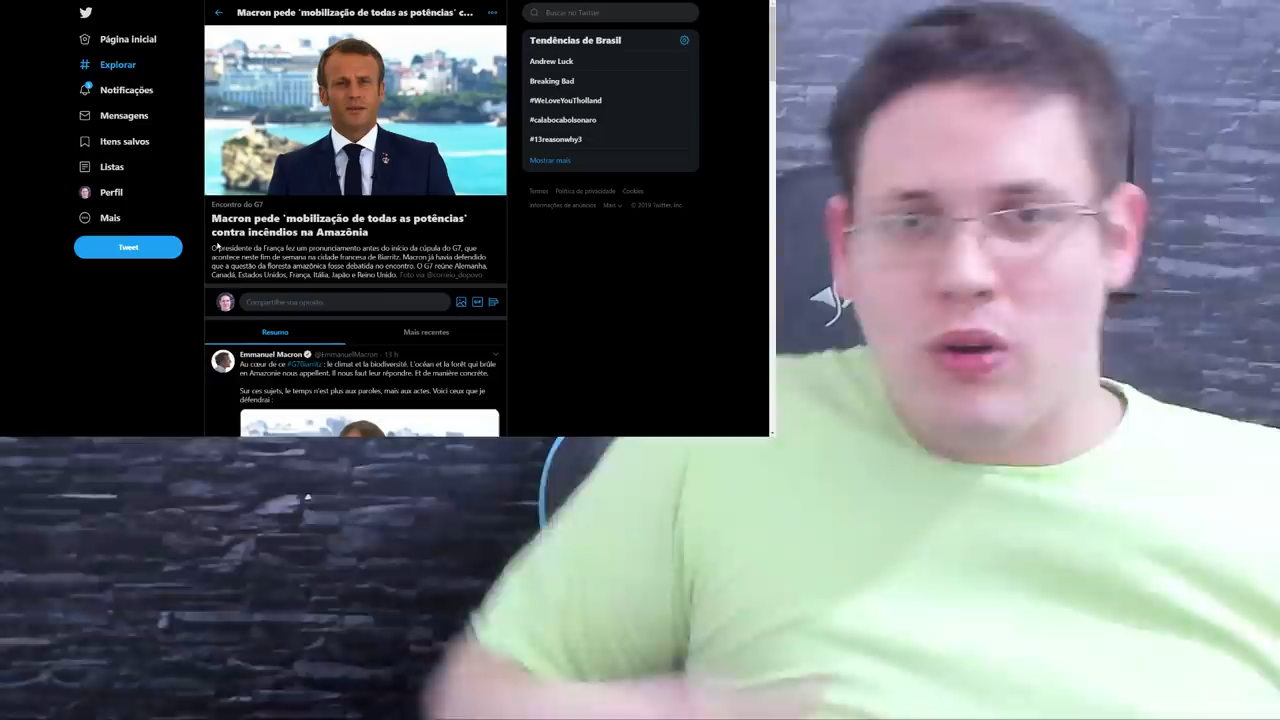 Macron pede 'mobilização de todas as potências' c...
Página inicial
Explorar
Notificações
Mensagens
Itens salvos
Listas
Perfil
Mais
Tweet
Encontro do G7
Macron pede 'mobilização de todas as potências'
contra incêndios na Amazônia
O presidente da França fez um pronunciamento antes do início da cúpula do G7, que
acontece neste fim de semana na cidade francesa de Biarritz. Macron já havia defendido
que a questão da floresta amazônica fosse debatida no encontro. O G7 reúne Alemanha,
Canadá, Estados Unidos, França, Itália, Japão e Reino Unido. Foto via @correio_dopovo
Compartilhe sua opinião.
GIF
Resumo
Mais recentes
Emmanuel Macron @EmmanuelMacron · 13 h
Au cœur de ce #G7Biarritz : le climat et la biodiversité. L'océan et la forêt qui brûle
en Amazonie nous appellent. Il nous faut leur répondre. Et de manière concrète.
Sur ces sujets, le temps n'est plus aux paroles, mais aux actes. Voici ceux que je
défendrai :
Buscar no Twitter
Tendências de Brasil
Andrew Luck
Breaking Bad
#WeLoveYouTholland
#calabocabolsonaro
#13reasonwhy3
Mostrar mais
Termos Política de privacidade Cookies
Informações de anúncios Mais © 2019 Twitter, Inc.